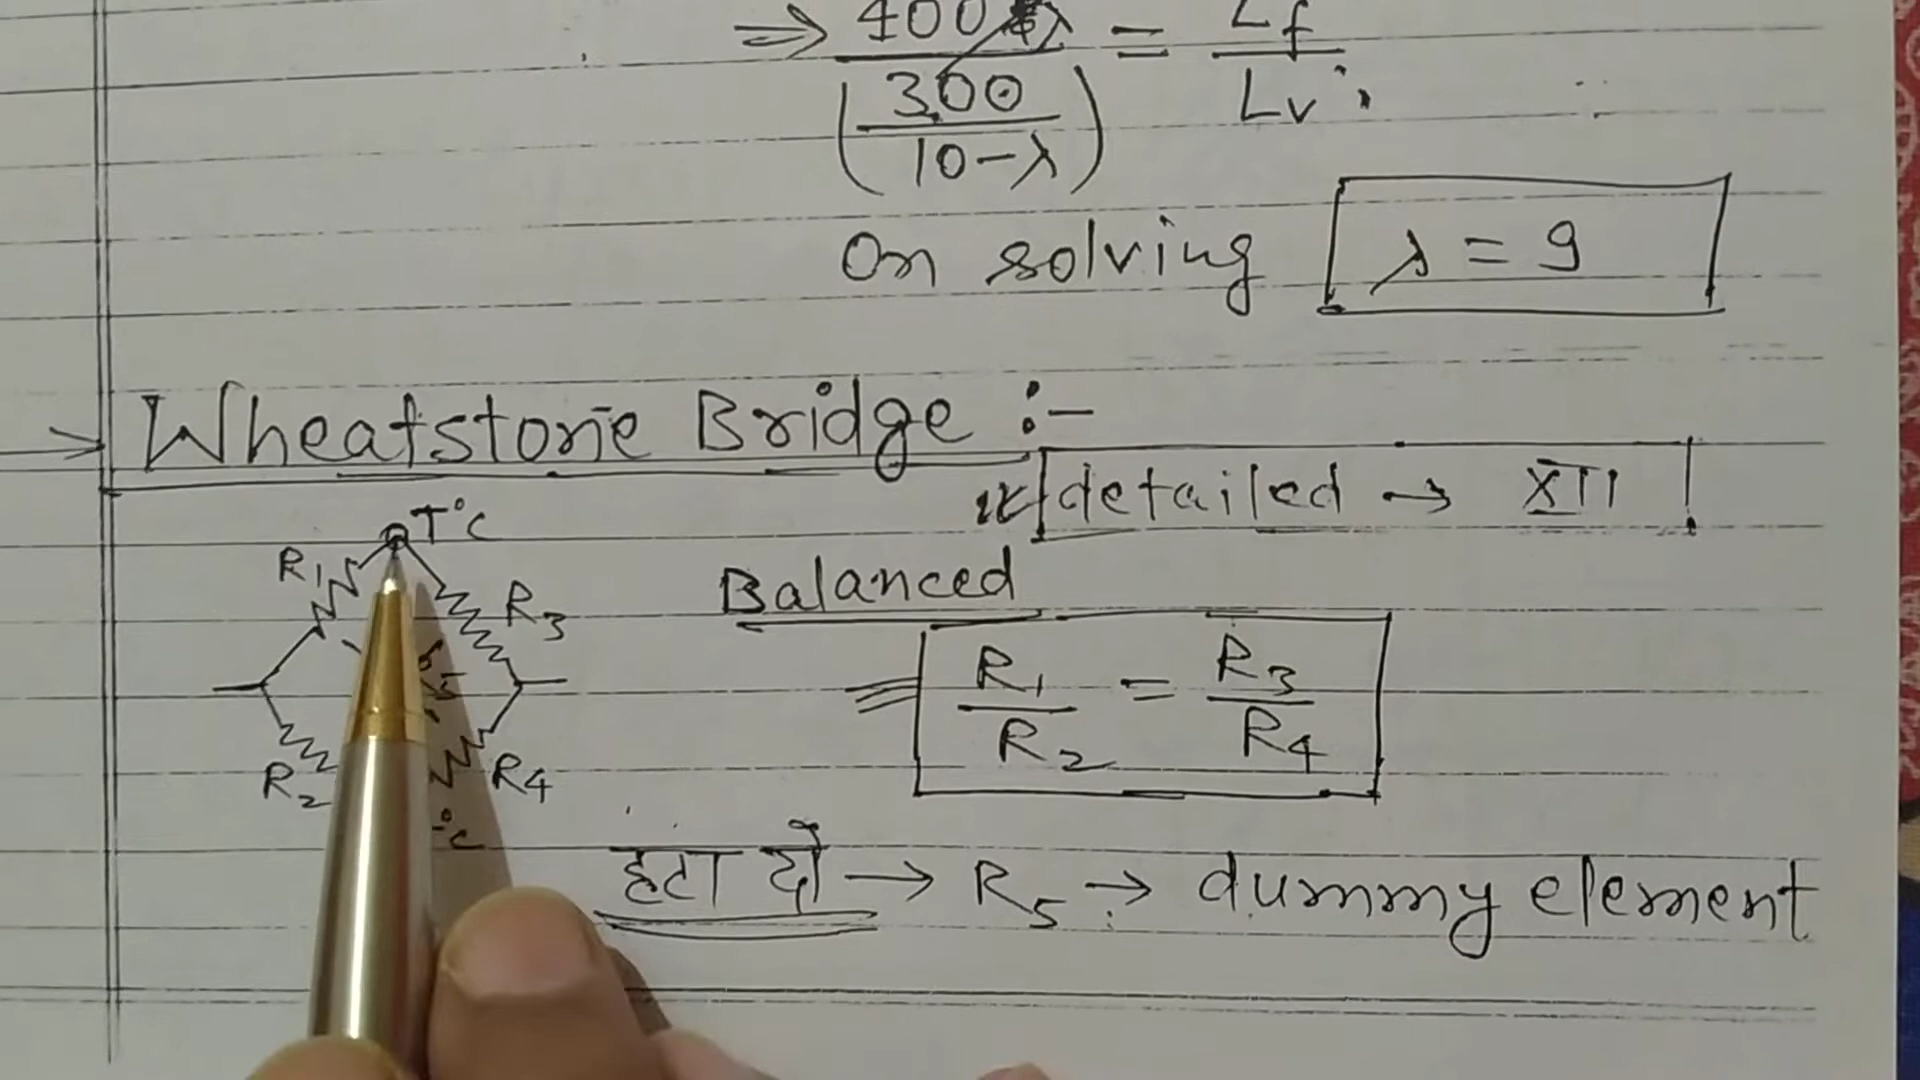 ⇒ 400 λ / (300 / 10-λ) = Lf / Lv
On solving λ = 9
→ Wheatstone Bridge :-
detailed → XII
T°C
R1 R3
Balanced
R1 / R2 = R3 / R4
R2 R4
°C
हटा दो → R5 → dummy element